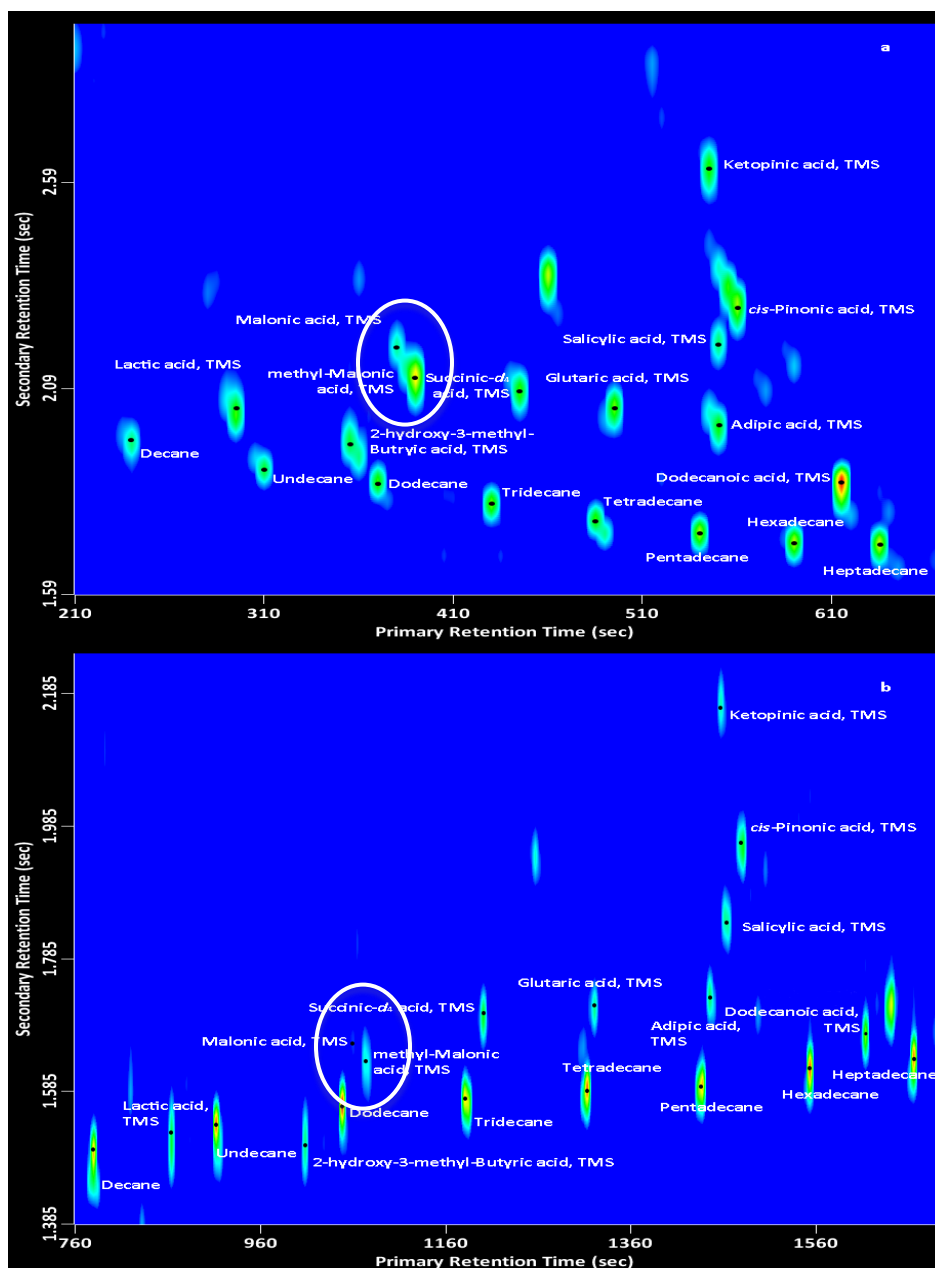 a
Secondary Retention Time (sec)
2.59
2.09
1.59
Ketopinic acid, TMS
cis-Pinonic acid, TMS
Malonic acid, TMS
Salicylic acid, TMS
Lactic acid, TMS
methyl-Malonic
acid, TMS
Succinic-d₄
acid, TMS
Glutaric acid, TMS
2-hydroxy-3-methyl-
Butryic acid, TMS
Adipic acid, TMS
Decane
Undecane
Dodecane
Dodecanoic acid, TMS
Tridecane
Tetradecane
Hexadecane
Pentadecane
Heptadecane
210 310 410 510 610
Primary Retention Time (sec)
b
Secondary Retention Time (sec)
2.185
1.985
1.785
1.585
1.385
Ketopinic acid, TMS
cis-Pinonic acid, TMS
Salicylic acid, TMS
Glutaric acid, TMS
Succinic-d₄ acid, TMS
Dodecanoic acid,
TMS
Adipic acid,
TMS
Malonic acid, TMS
methyl-Malonic
acid, TMS
Tetradecane
Heptadecane
Hexadecane
Lactic acid,
TMS
Dodecane
Pentadecane
Tridecane
Undecane
2-hydroxy-3-methyl-Butyric acid, TMS
Decane
760 960 1160 1360 1560
Primary Retention Time (sec)